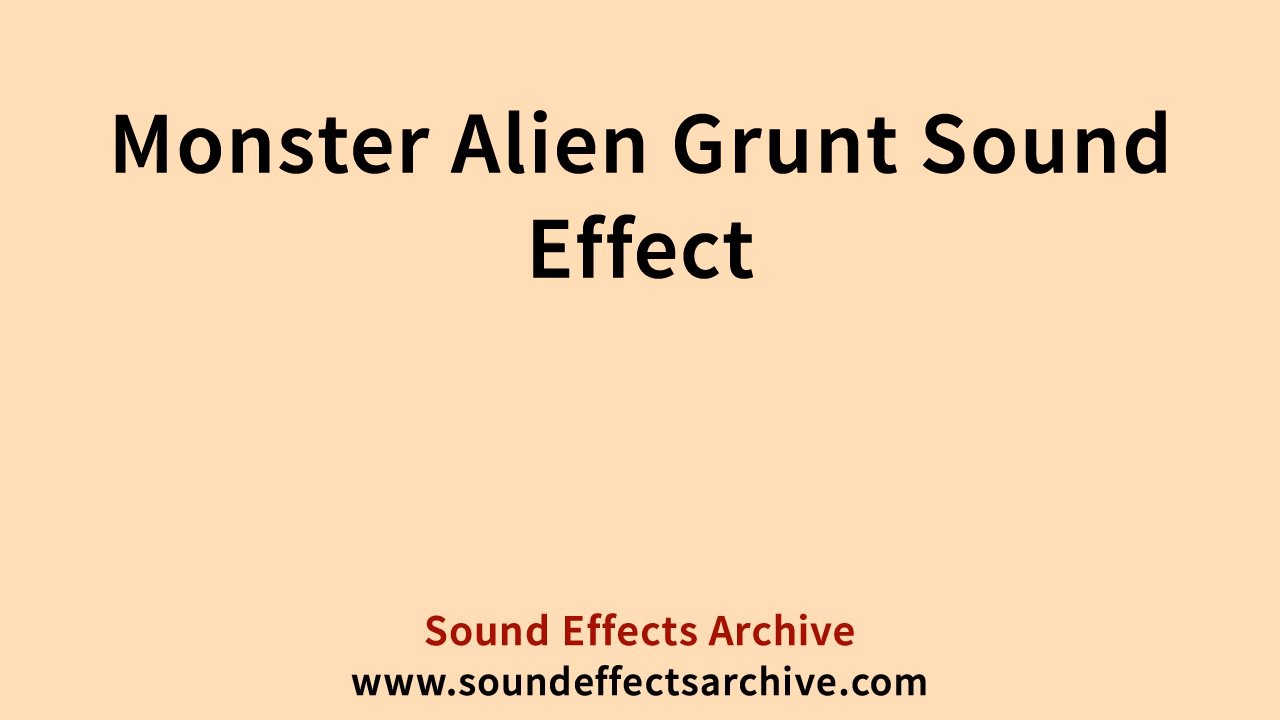 Monster Alien Grunt Sound
Effect
Sound Effects Archive
www.soundeffectsarchive.com